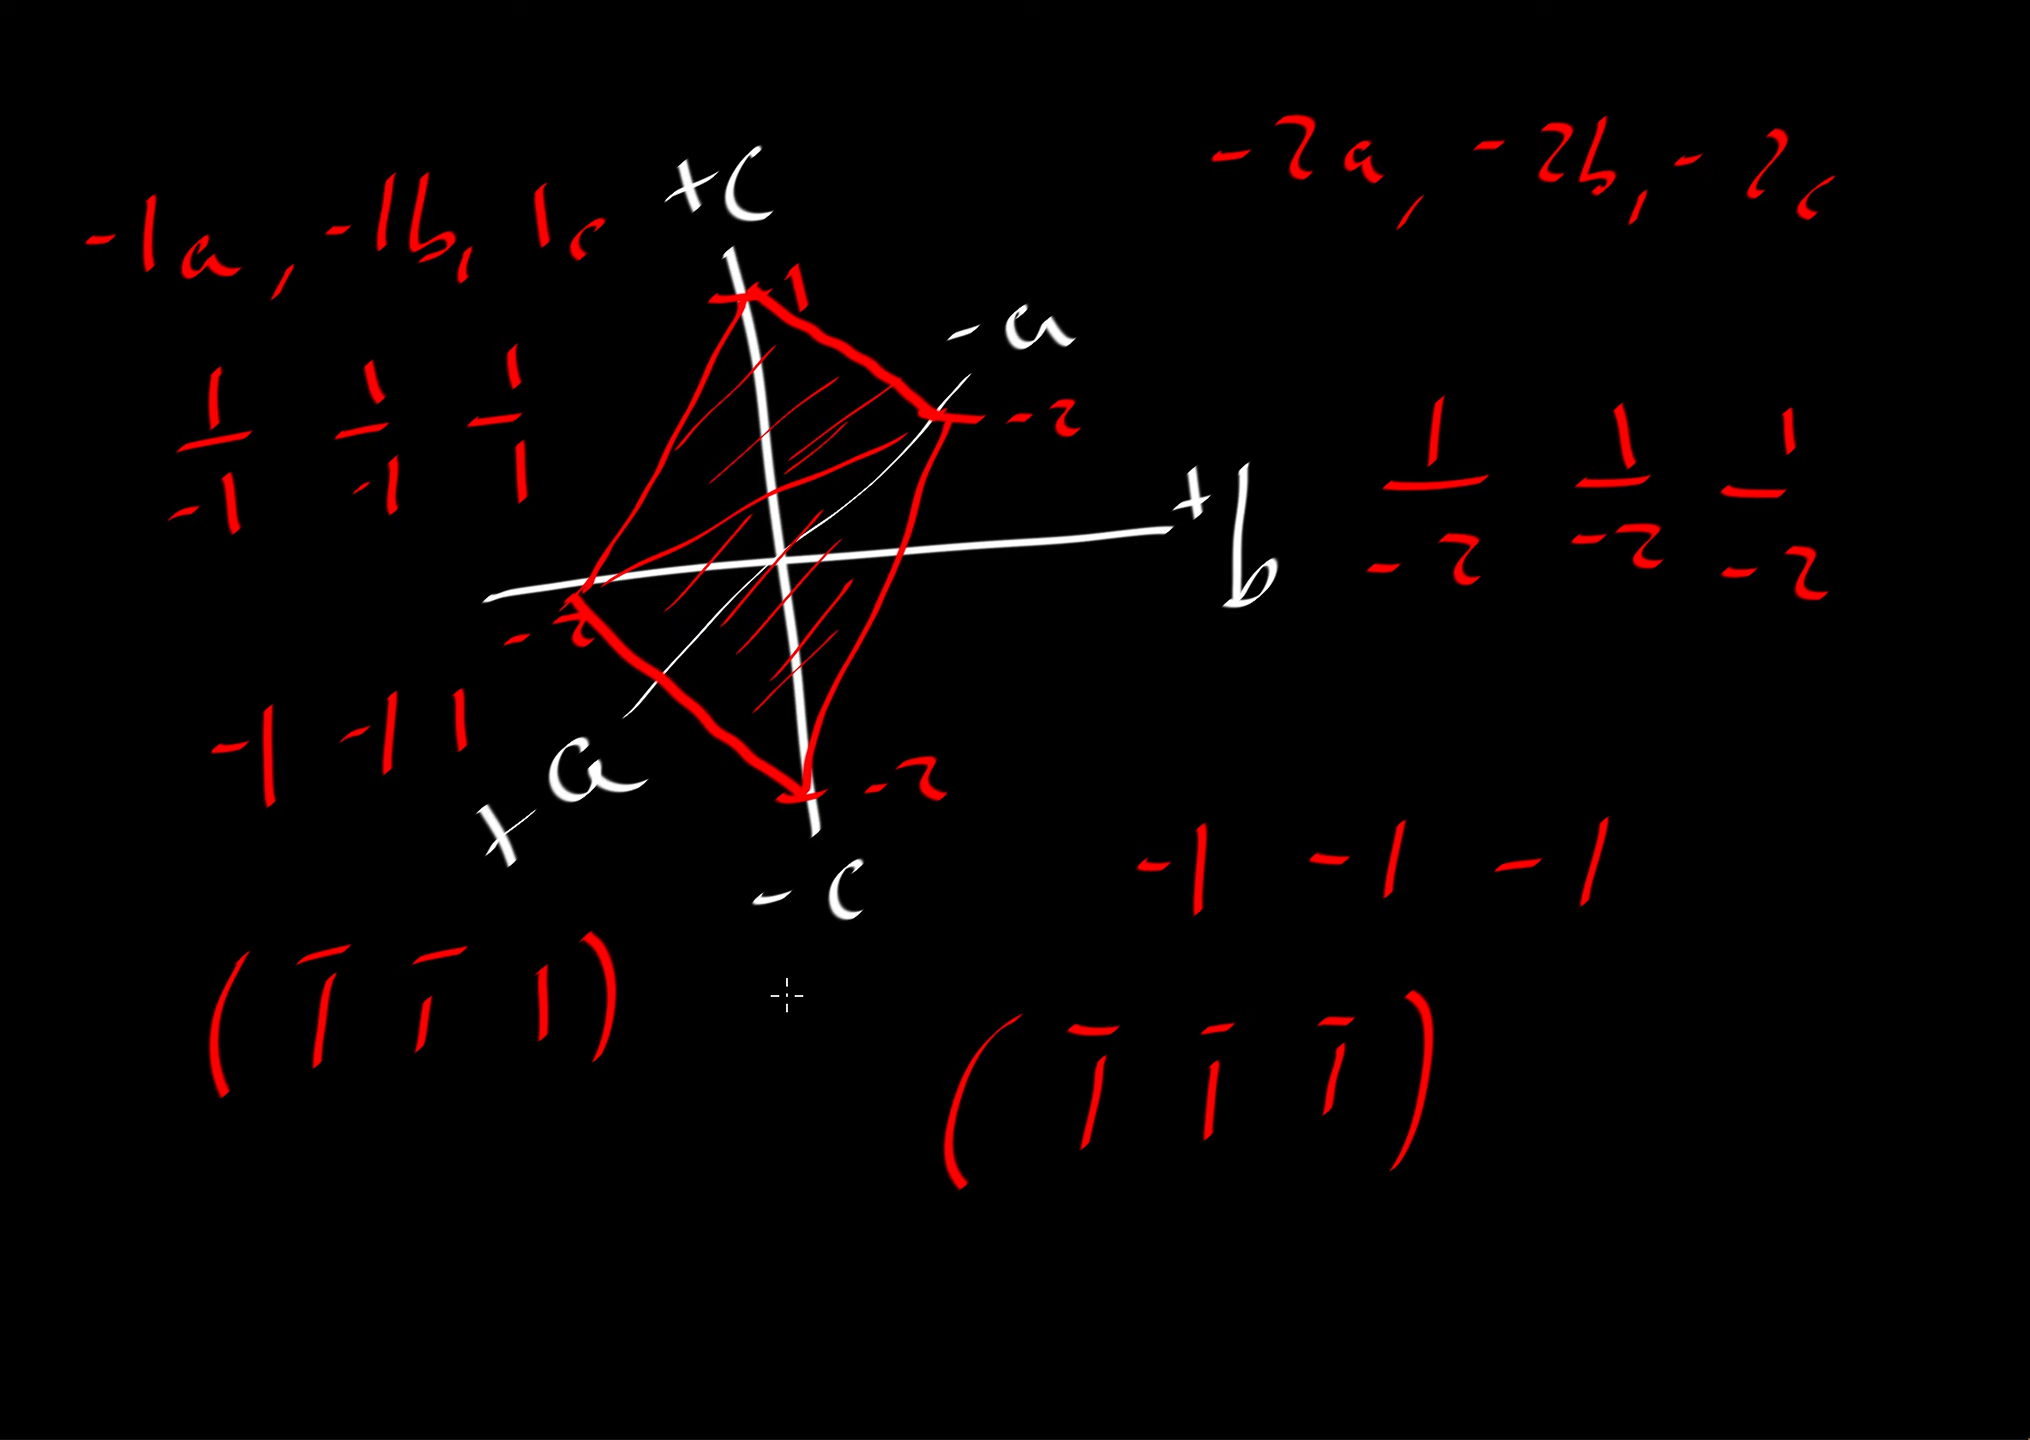 -1a, -1b, 1c
1/-1 1/-1 1/1
-1 -1 1
(1̅ 1̅ 1)
+c
1
-a
-2
+b
-2
+a
-2
-c
-2a, -2b, -2c
1/-2 1/-2 1/-2
-1 -1 -1
(1̅ 1̅ 1̅)